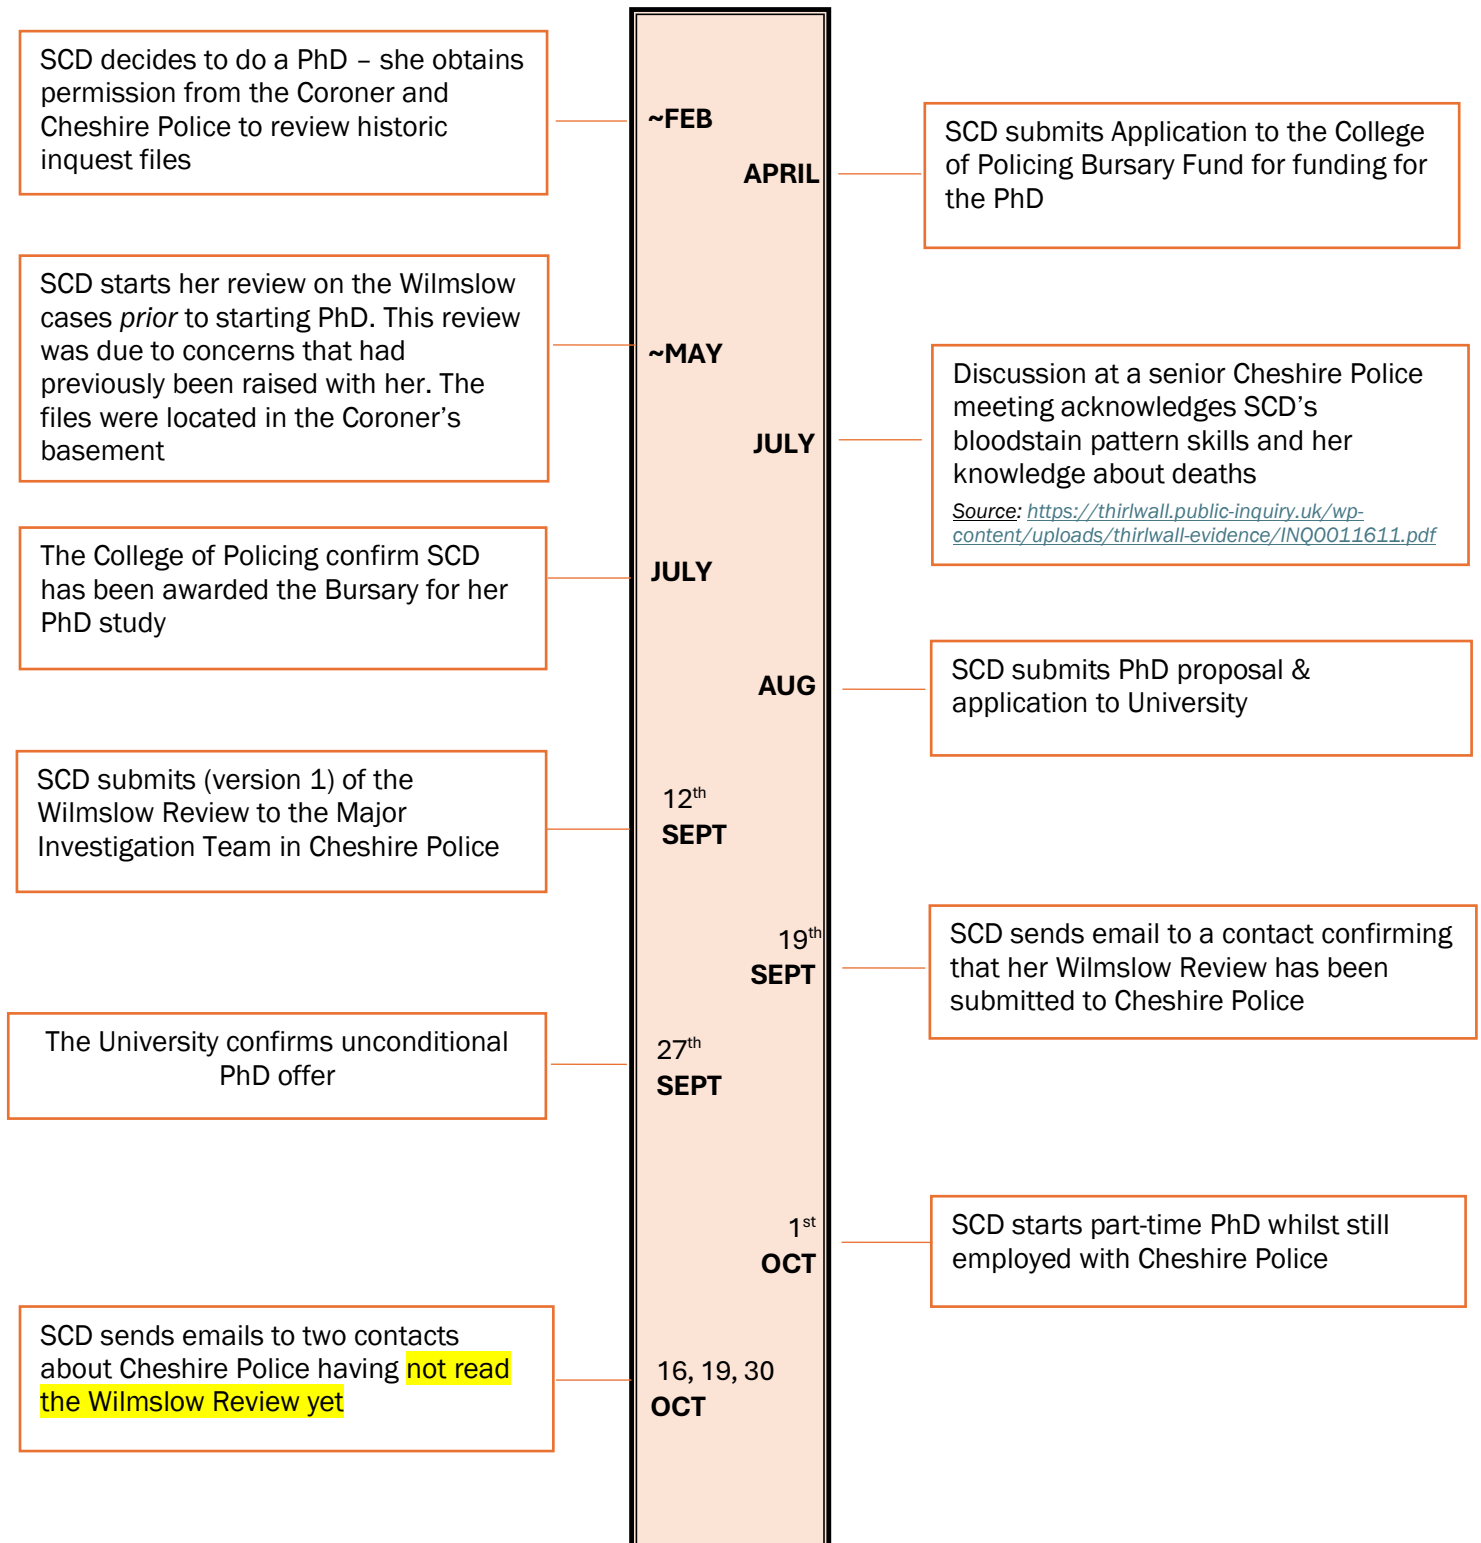 SCD decides to do a PhD – she obtains
permission from the Coroner and
Cheshire Police to review historic
inquest files
~FEB
APRIL
SCD submits Application to the College
of Policing Bursary Fund for funding for
the PhD
SCD starts her review on the Wilmslow
cases prior to starting PhD. This review
was due to concerns that had
previously been raised with her. The
files were located in the Coroner’s
basement
~MAY
JULY
Discussion at a senior Cheshire Police
meeting acknowledges SCD’s
bloodstain pattern skills and her
knowledge about deaths
Source: https://thirlwall.public-inquiry.uk/wp-
content/uploads/thirlwall-evidence/INQ0011611.pdf
The College of Policing confirm SCD
has been awarded the Bursary for her
PhD study
JULY
AUG
SCD submits PhD proposal &
application to University
SCD submits (version 1) of the
Wilmslow Review to the Major
Investigation Team in Cheshire Police
12th
SEPT
19th
SEPT
SCD sends email to a contact confirming
that her Wilmslow Review has been
submitted to Cheshire Police
The University confirms unconditional
PhD offer
27th
SEPT
1st
OCT
SCD starts part-time PhD whilst still
employed with Cheshire Police
SCD sends emails to two contacts
about Cheshire Police having not read
the Wilmslow Review yet
16, 19, 30
OCT